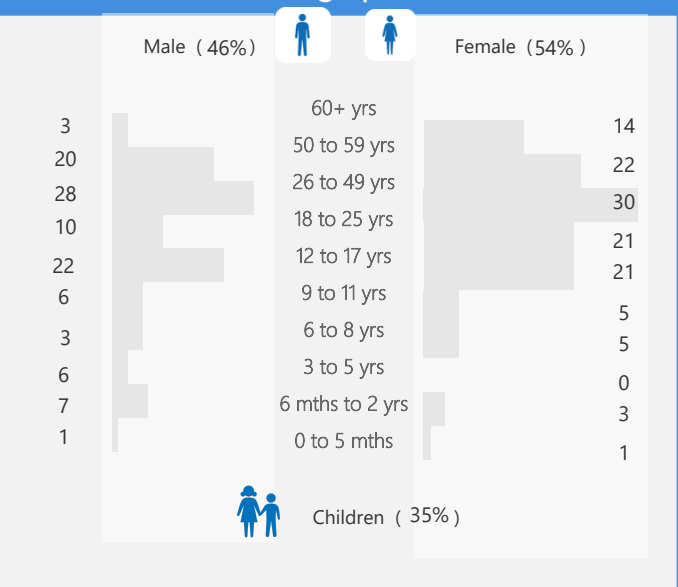 Male ( 46% )
Female ( 54% )
60+ yrs
3
14
50 to 59 yrs
20
22
26 to 49 yrs
28
30
18 to 25 yrs
10
21
12 to 17 yrs
22
21
9 to 11 yrs
6
5
6 to 8 yrs
3
5
3 to 5 yrs
6
0
6 mths to 2 yrs
7
3
0 to 5 mths
1
1
Children ( 35% )